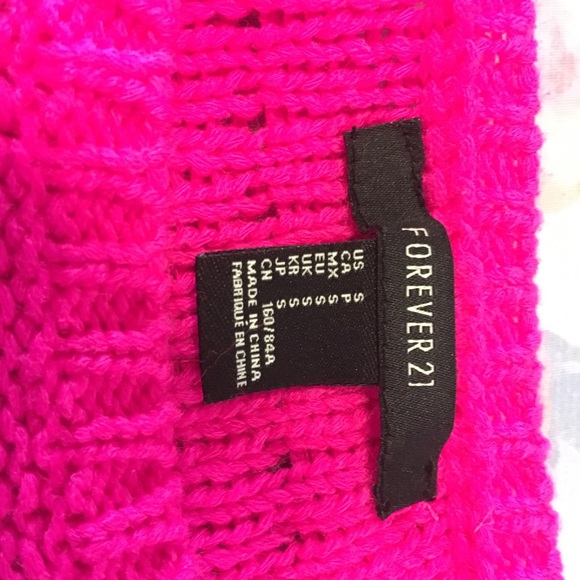 FOREVER 21
US S
CA P
MX S
EU S
UK S
KR S
JP S
CN 160/84A
MADE IN CHINA
FABRIQUÉ EN CHINE